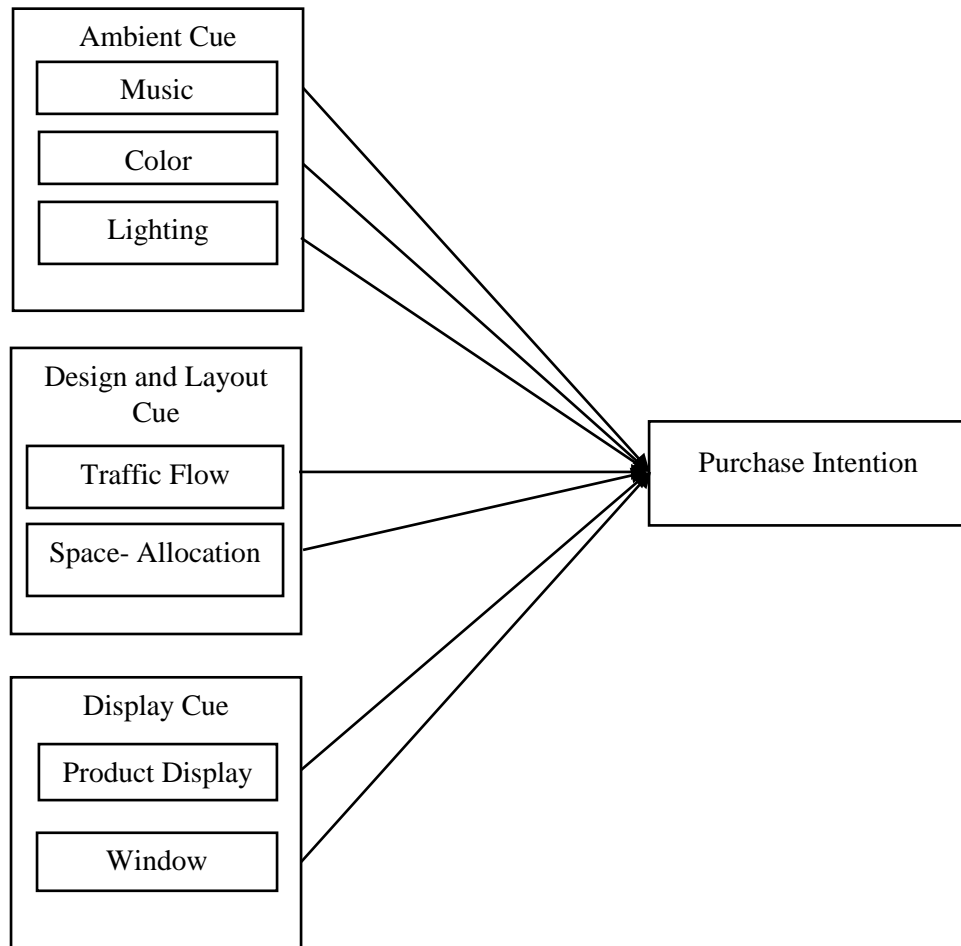 Ambient Cue
Music
Color
Lighting
Design and Layout
Cue
Traffic Flow
Space- Allocation
Purchase Intention
Display Cue
Product Display
Window